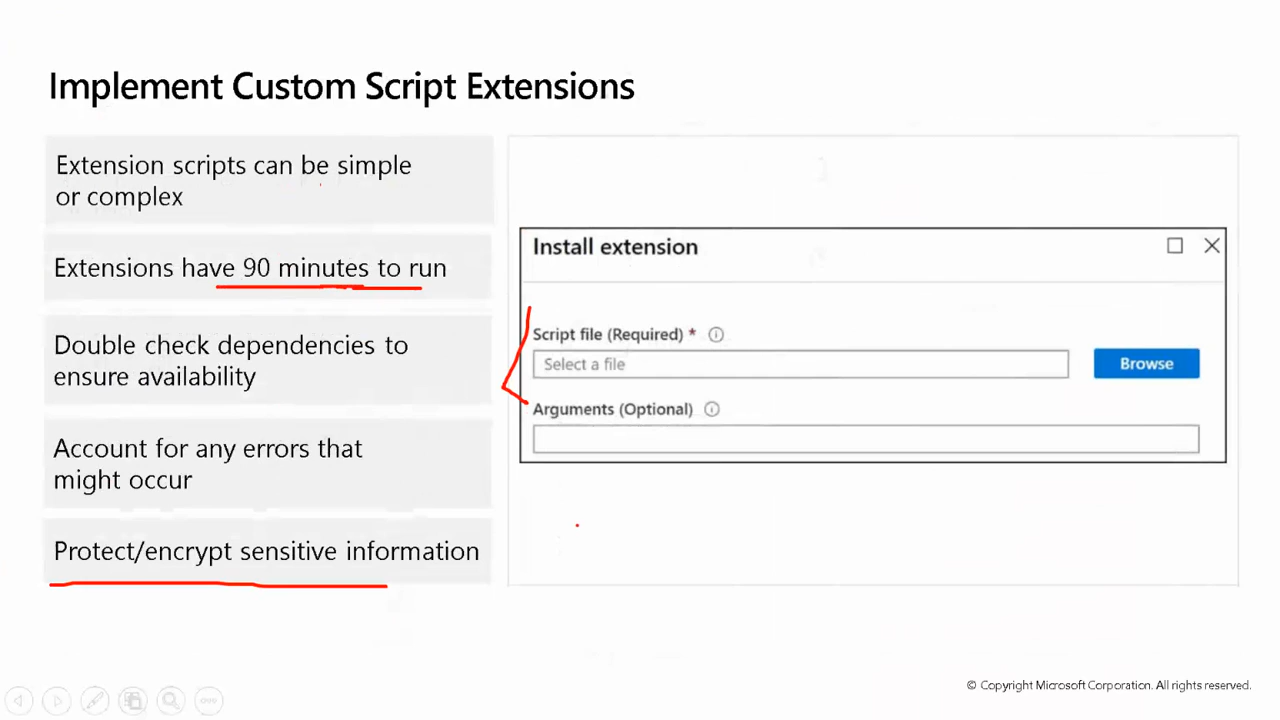 Implement Custom Script Extensions
Extension scripts can be simple
or complex
Extensions have 90 minutes to run
Double check dependencies to
ensure availability
Account for any errors that
might occur
Protect/encrypt sensitive information
Install extension
Script file (Required) *
Select a file
Browse
Arguments (Optional)
© Copyright Microsoft Corporation. All rights reserved.